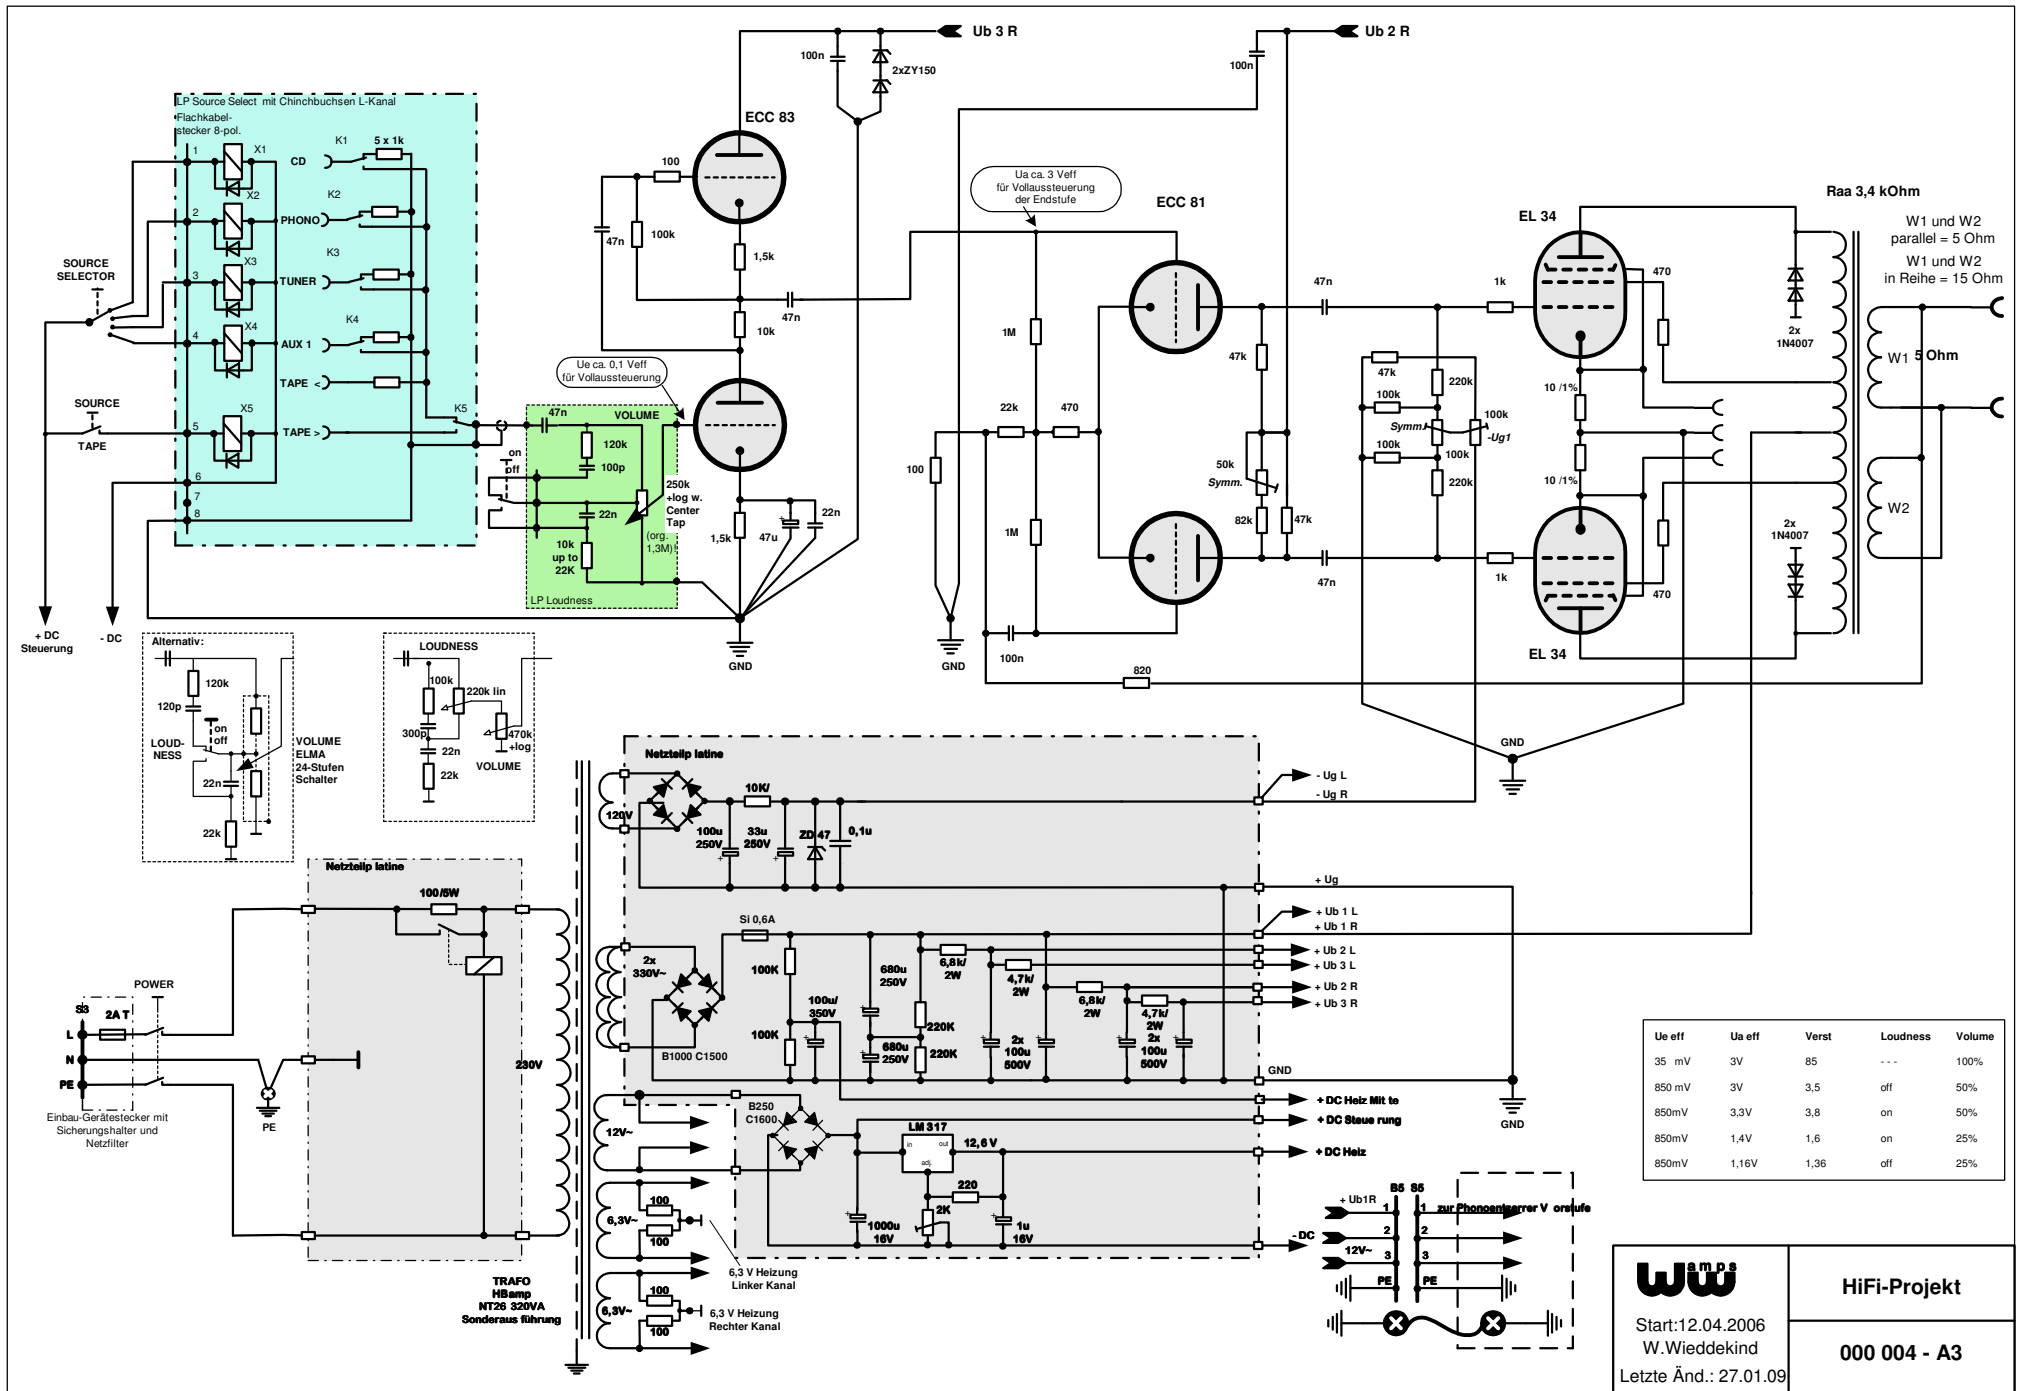 Ub 3 R
Ub 2 R
100n
2xZY150
100n
LP Source Select mit Chinchbuchsen L-Kanal
Flachkabel-
stecker 8-pol.
ECC 83
1
X1
CD
K1
5 x 1k
X2
K2
2
PHONO
K3
X3
3
TUNER
K4
X4
4
AUX 1
TAPE <
X5
5
TAPE >
K5
6
7
8
SOURCE
SELECTOR
SOURCE
TAPE
+ DC
Steuerung
- DC
100
47n
100k
1,5k
47n
10k
Ue ca. 0,1 Veff
für Vollaussteuerung
47n
VOLUME
120k
100p
on
off
250k
+log w.
Center
Tap
(org.
1,3M)!
22n
10k
up to
22K
LP Loudness
1,5k
47u
22n
GND
Ua ca. 3 Veff
für Vollaussteuerung
der Endstufe
ECC 81
1M
22k
470
100
1M
GND
100n
820
47n
47k
50k
Symm.
82k
47k
47n
47k
100k
Symm.
100k
100k
220k
100k
-Ug1
220k
EL 34
1k
470
10 /1%
10 /1%
1k
470
EL 34
2x
1N4007
2x
1N4007
Raa 3,4 kOhm
W1 und W2
parallel = 5 Ohm
W1 und W2
in Reihe = 15 Ohm
W1
5 Ohm
W2
GND
Alternativ:
120k
120p
on
off
LOUD-
NESS
22n
22k
VOLUME
ELMA
24-Stufen
Schalter
LOUDNESS
100k
220k lin
300p
470k
+log
22n
22k
VOLUME
Netzteilp latine
120V
10K/
100u
250V
33u
250V
ZD 47
0,1u
- Ug L
- Ug R
+ Ug
+ Ub 1 L
+ Ub 1 R
+ Ub 2 L
+ Ub 3 L
+ Ub 2 R
+ Ub 3 R
Si 0,6A
2x
330V~
100K
100K
100u/
350V
680u
250V
680u
250V
220K
220K
6,8k/
2W
4,7k/
2W
6,8k/
2W
4,7k/
2W
2x
100u
500V
2x
100u
500V
B1000 C1500
GND
GND
Netzteilp latine
100/5W
POWER
S3
2A T
L
N
PE
PE
Einbau-Gerätestecker mit
Sicherungshalter und
Netzfilter
230V
TRAFO
HBamp
NT26 320VA
Sonderaus führung
12V~
B250
C1600
LM 317
in
out
adj.
12,6 V
220
2K
1000u
16V
1u
16V
+ DC Heiz Mit te
+ DC Steue rung
+ DC Heiz
- DC
6,3V~
100
100
6,3 V Heizung
Linker Kanal
6,3V~
100
100
6,3 V Heizung
Rechter Kanal
Ue eff Ua eff Verst Loudness Volume
35 mV 3V 85 - - - 100%
850 mV 3V 3,5 off 50%
850mV 3,3V 3,8 on 50%
850mV 1,4V 1,6 on 25%
850mV 1,16V 1,36 off 25%
B5 S5
+ Ub1R
1
1
zur Phonoentzerrer V orstufe
2
2
12V~
3
3
PE
PE
WW amps
Start:12.04.2006
W.Wieddekind
Letzte Änd.: 27.01.09
HiFi-Projekt
000 004 - A3